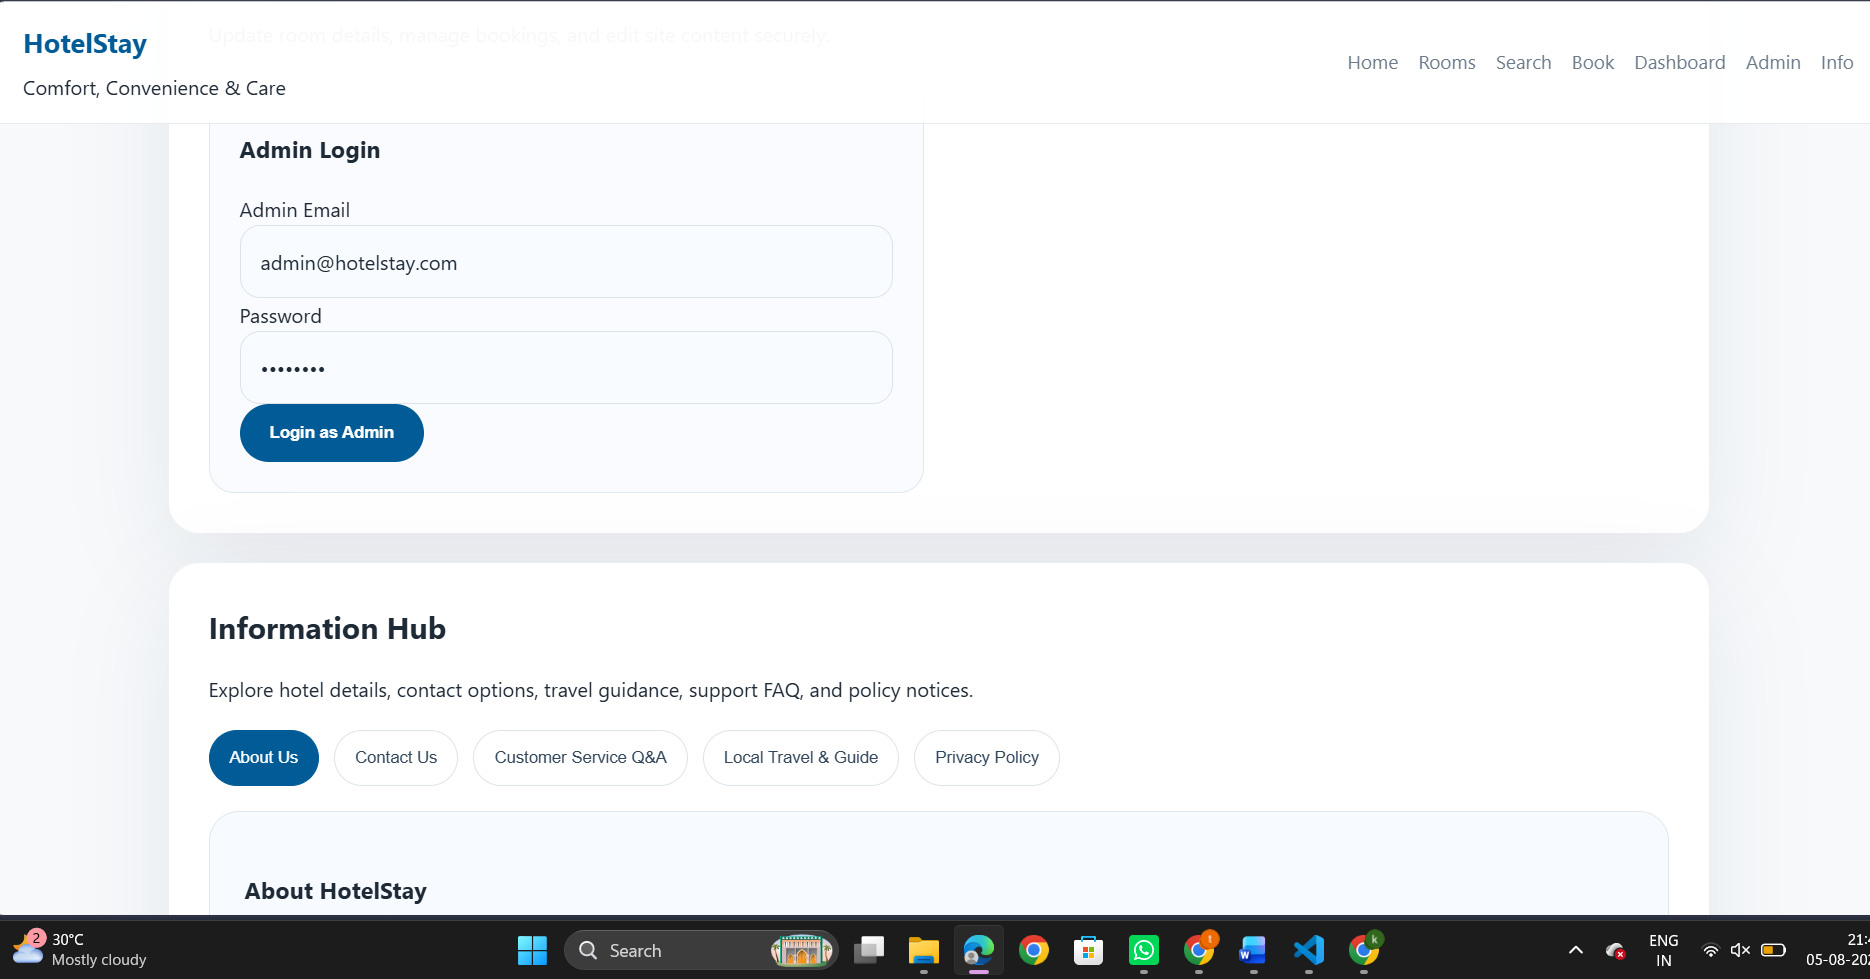 HotelStay
Comfort, Convenience & Care
Update room details, manage bookings, and edit site content securely.
Home Rooms Search Book Dashboard Admin Info
Admin Login
Admin Email
admin@hotelstay.com
Password
••••••••
Login as Admin
Information Hub
Explore hotel details, contact options, travel guidance, support FAQ, and policy notices.
About Us Contact Us Customer Service Q&A Local Travel & Guide Privacy Policy
About HotelStay
2
30°C
Mostly cloudy
Search
t
W
k
ENG
IN